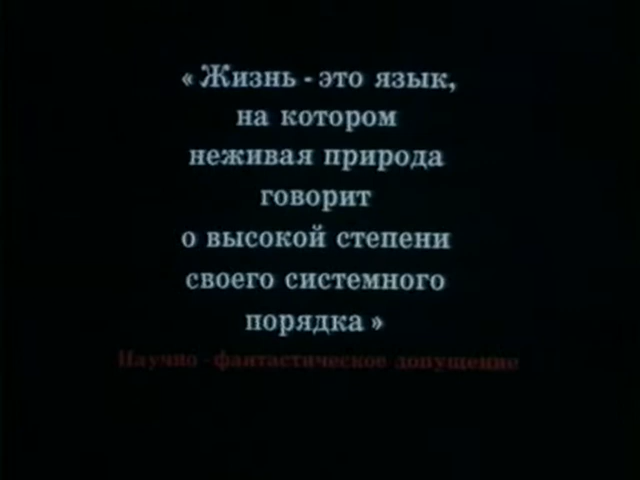 « Жизнь - это язык,
на котором
неживая природа
говорит
о высокой степени
своего системного
порядка »
Научно - фантастическое допущение